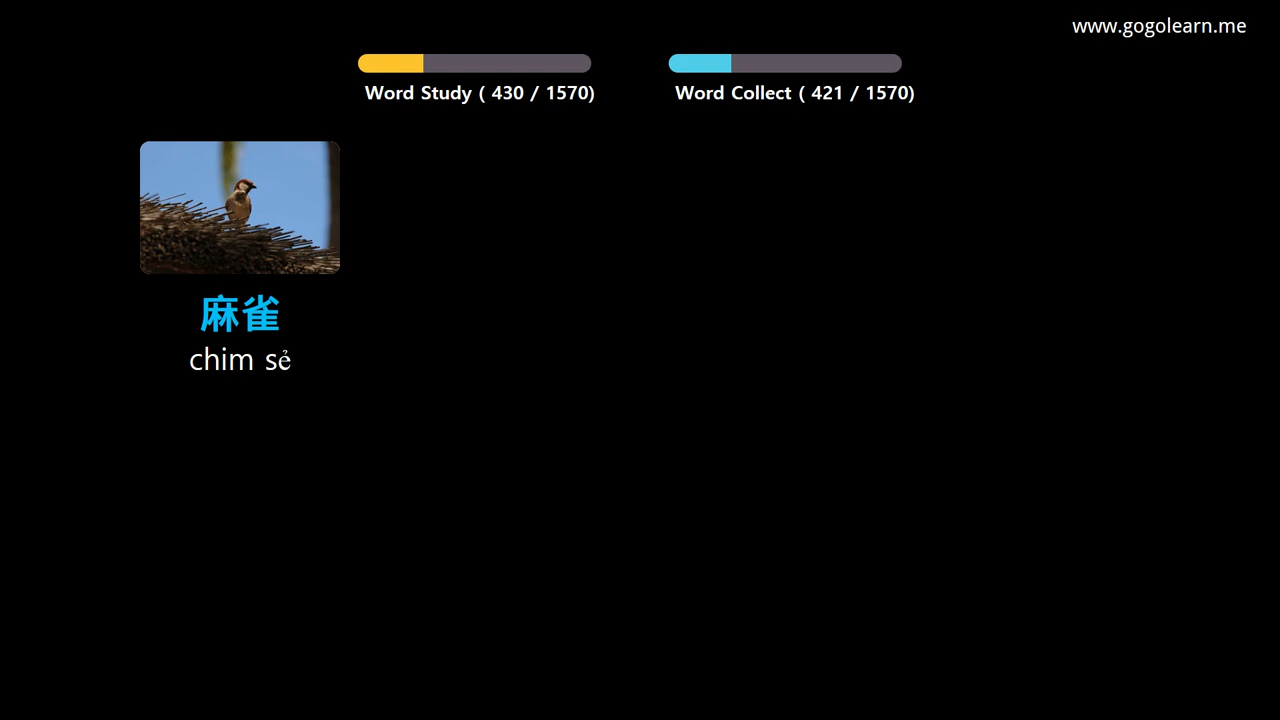 www.gogolearn.me
Word Study ( 430 / 1570)
Word Collect ( 421 / 1570)
麻雀
chim sẻ